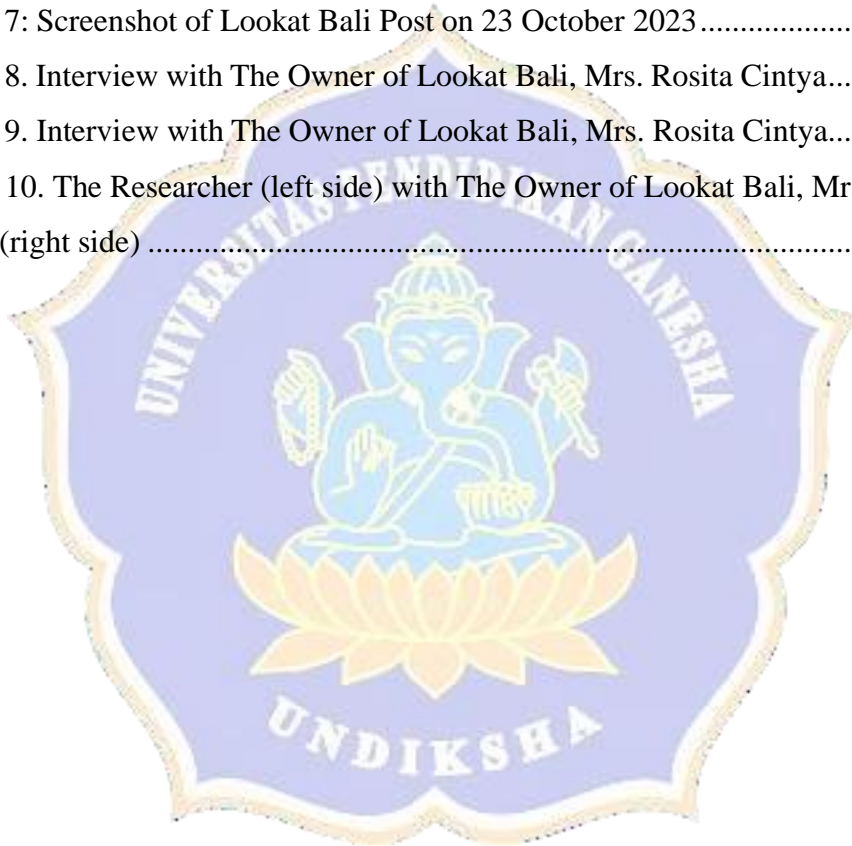 7: Screenshot of Lookat Bali Post on 23 October 2023...................
8. Interview with The Owner of Lookat Bali, Mrs. Rosita Cintya...
9. Interview with The Owner of Lookat Bali, Mrs. Rosita Cintya...
10. The Researcher (left side) with The Owner of Lookat Bali, Mr
(right side) .........................................................................................
UNIVERSITAS PENDIDIKAN GANESHA
UNDIKSHA